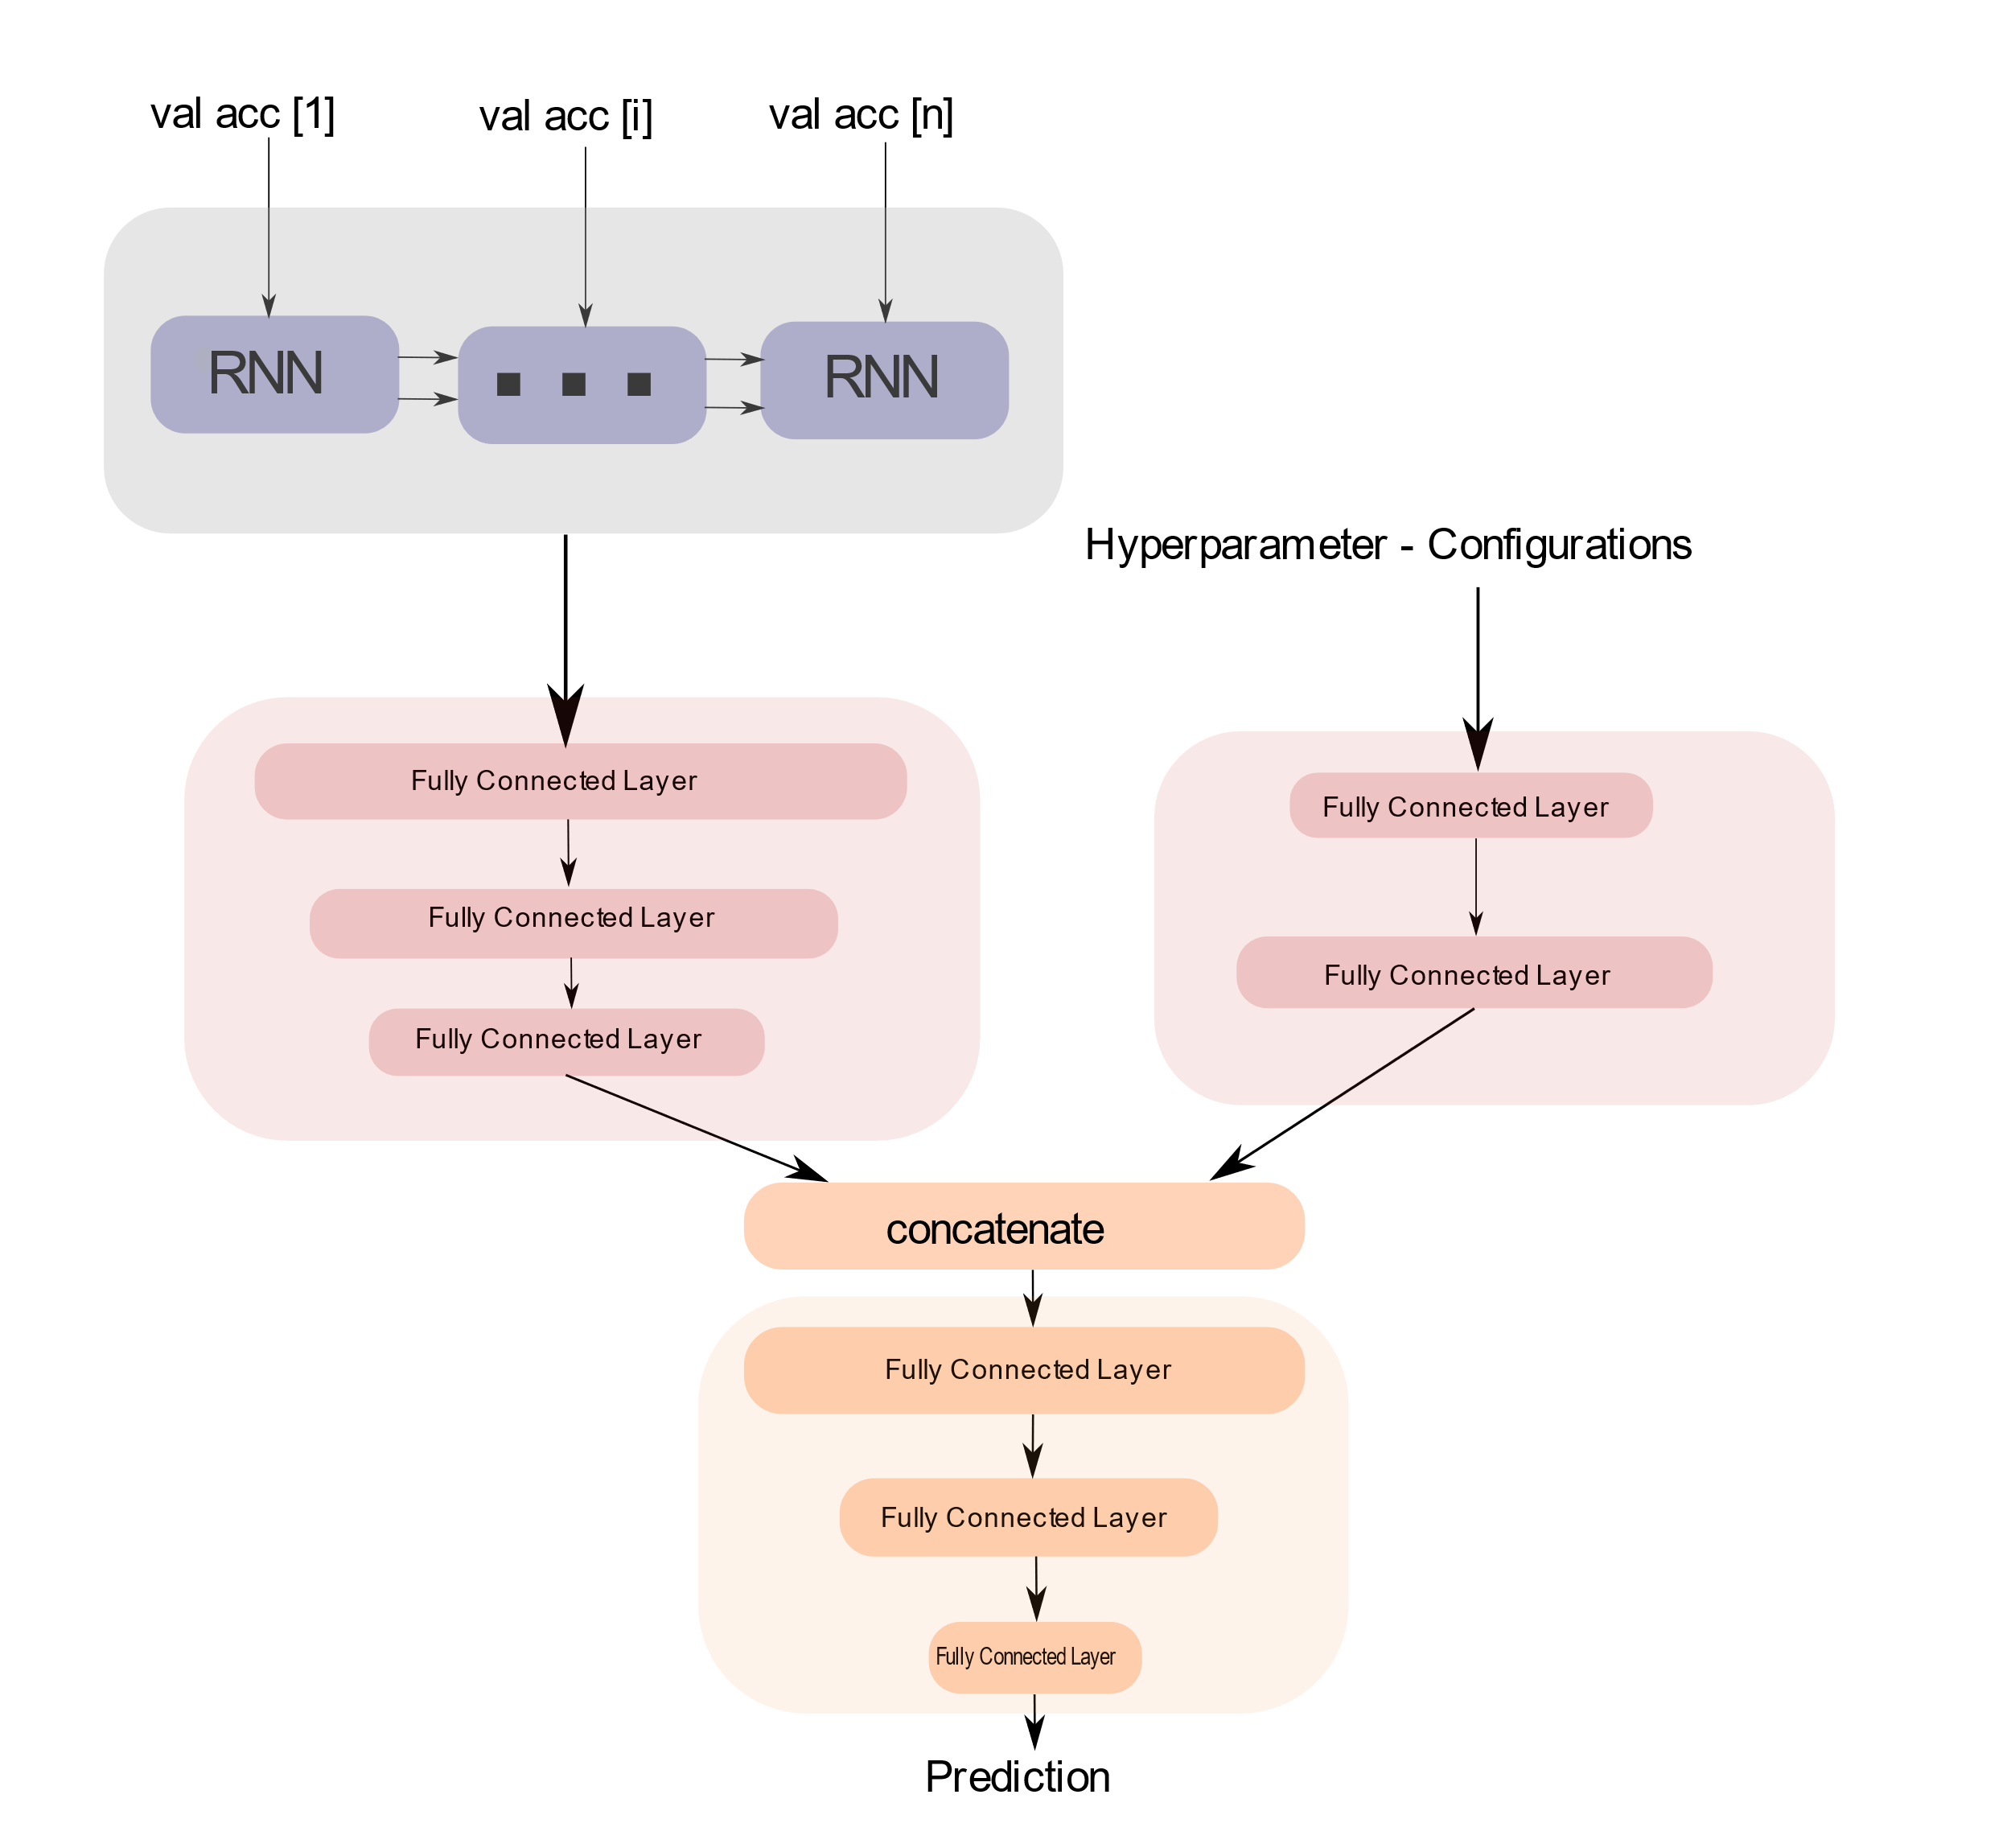 val acc [1]
val acc [i]
val acc [n]
RNN
RNN
Hyperparameter - Configurations
Fully Connected Layer
Fully Connected Layer
Fully Connected Layer
Fully Connected Layer
Fully Connected Layer
concatenate
Fully Connected Layer
Fully Connected Layer
Fully Connected Layer
Prediction